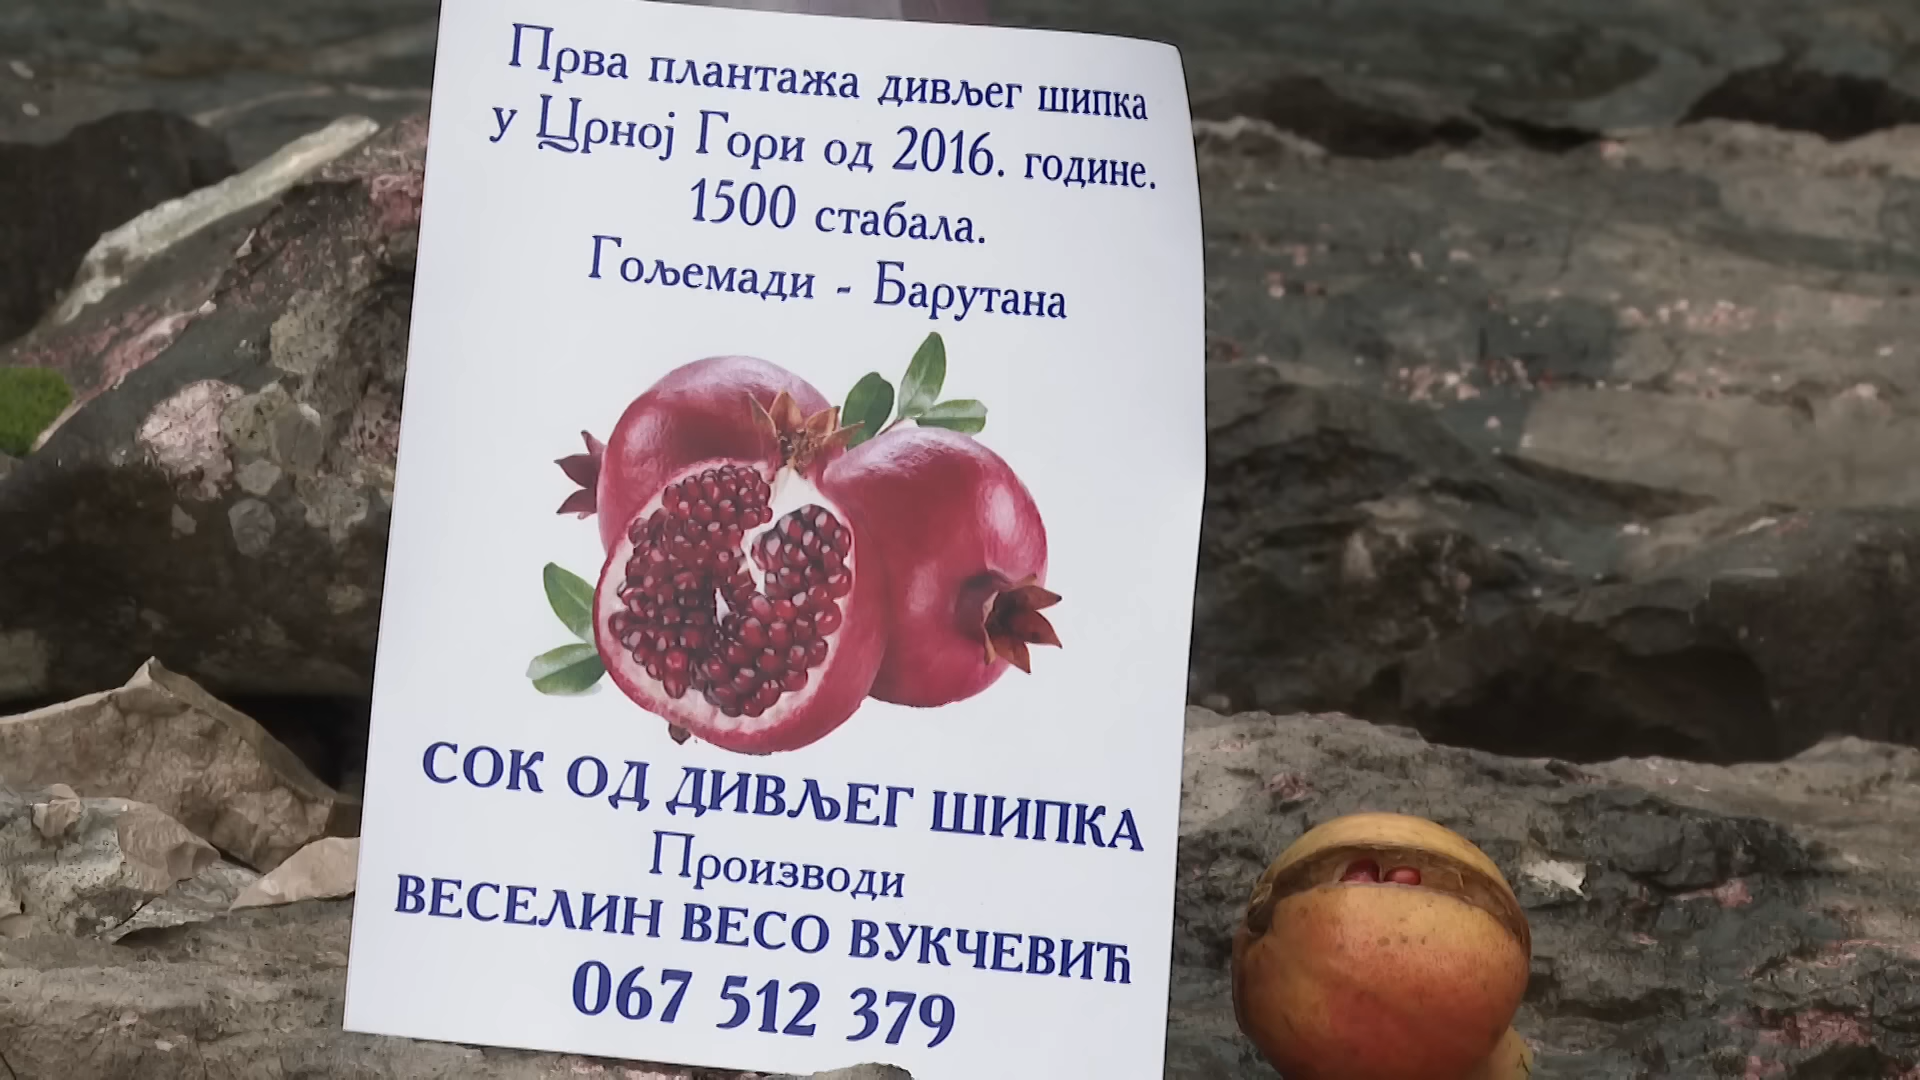 Прва плантажа дивљег шипка
у Црној Гори од 2016. године.
1500 стабала.
Гољемади - Барутана
СОК ОД ДИВЉЕГ ШИПКА
Производи
ВЕСЕЛИН ВЕСО ВУКЧЕВИЋ
067 512 379